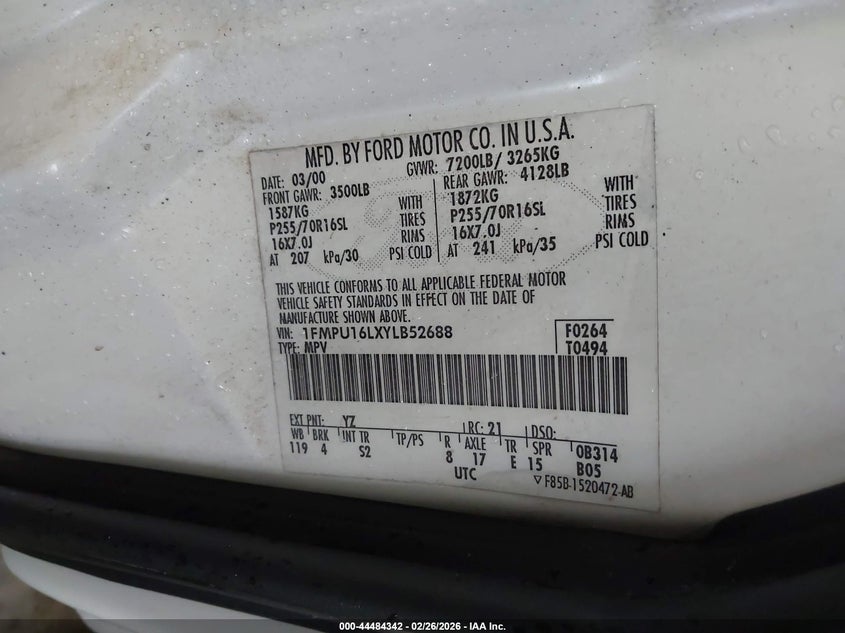 MFD. BY FORD MOTOR CO. IN U.S.A.
DATE: 03/00 GVWR: 7200LB/ 3265KG
FRONT GAWR: 3500LB REAR GAWR: 4128LB
1587KG WITH 1872KG WITH
P255/70R16SL TIRES P255/70R16SL TIRES
16X7.0J RIMS 16X7.0J RIMS
AT 207 kPa/30 PSI COLD AT 241 kPa/35 PSI COLD
THIS VEHICLE CONFORMS TO ALL APPLICABLE FEDERAL MOTOR
VEHICLE SAFETY STANDARDS IN EFFECT ON THE DATE OF
MANUFACTURE SHOWN ABOVE.
VIN: 1FMPU16LXYLB52688 F0264
TYPE: MPV T0494
EXT PNT: YZ RC: 21 DSO:
WB BRK INT TR TP/PS R AXLE TR SPR 0B314
119 4 S2 8 17 E 15 B05
UTC F85B-1520472-AB
000-44484342 - 02/26/2026 - IAA Inc.